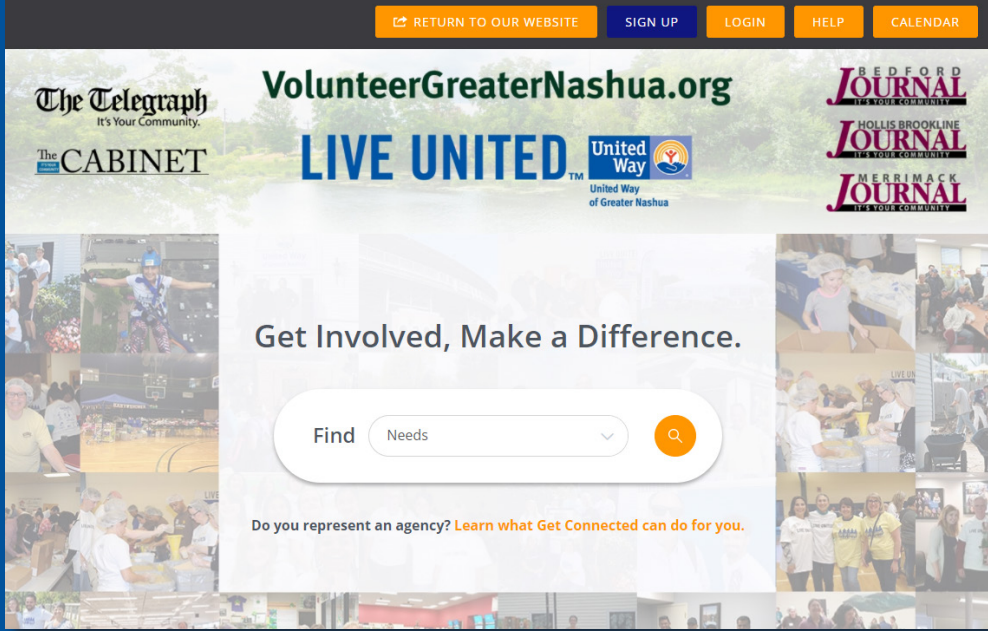 RETURN TO OUR WEBSITE
SIGN UP
LOGIN
HELP
CALENDAR
The Telegraph
It's Your Community.
The CABINET
VolunteerGreaterNashua.org
LIVE UNITED™
United Way
United Way
of Greater Nashua
BEDFORD
JOURNAL
IT'S YOUR COMMUNITY
HOLLIS BROOKLINE
JOURNAL
IT'S YOUR COMMUNITY
MERRIMACK
JOURNAL
IT'S YOUR COMMUNITY
Get Involved, Make a Difference.
Find
Needs
Do you represent an agency? Learn what Get Connected can do for you.